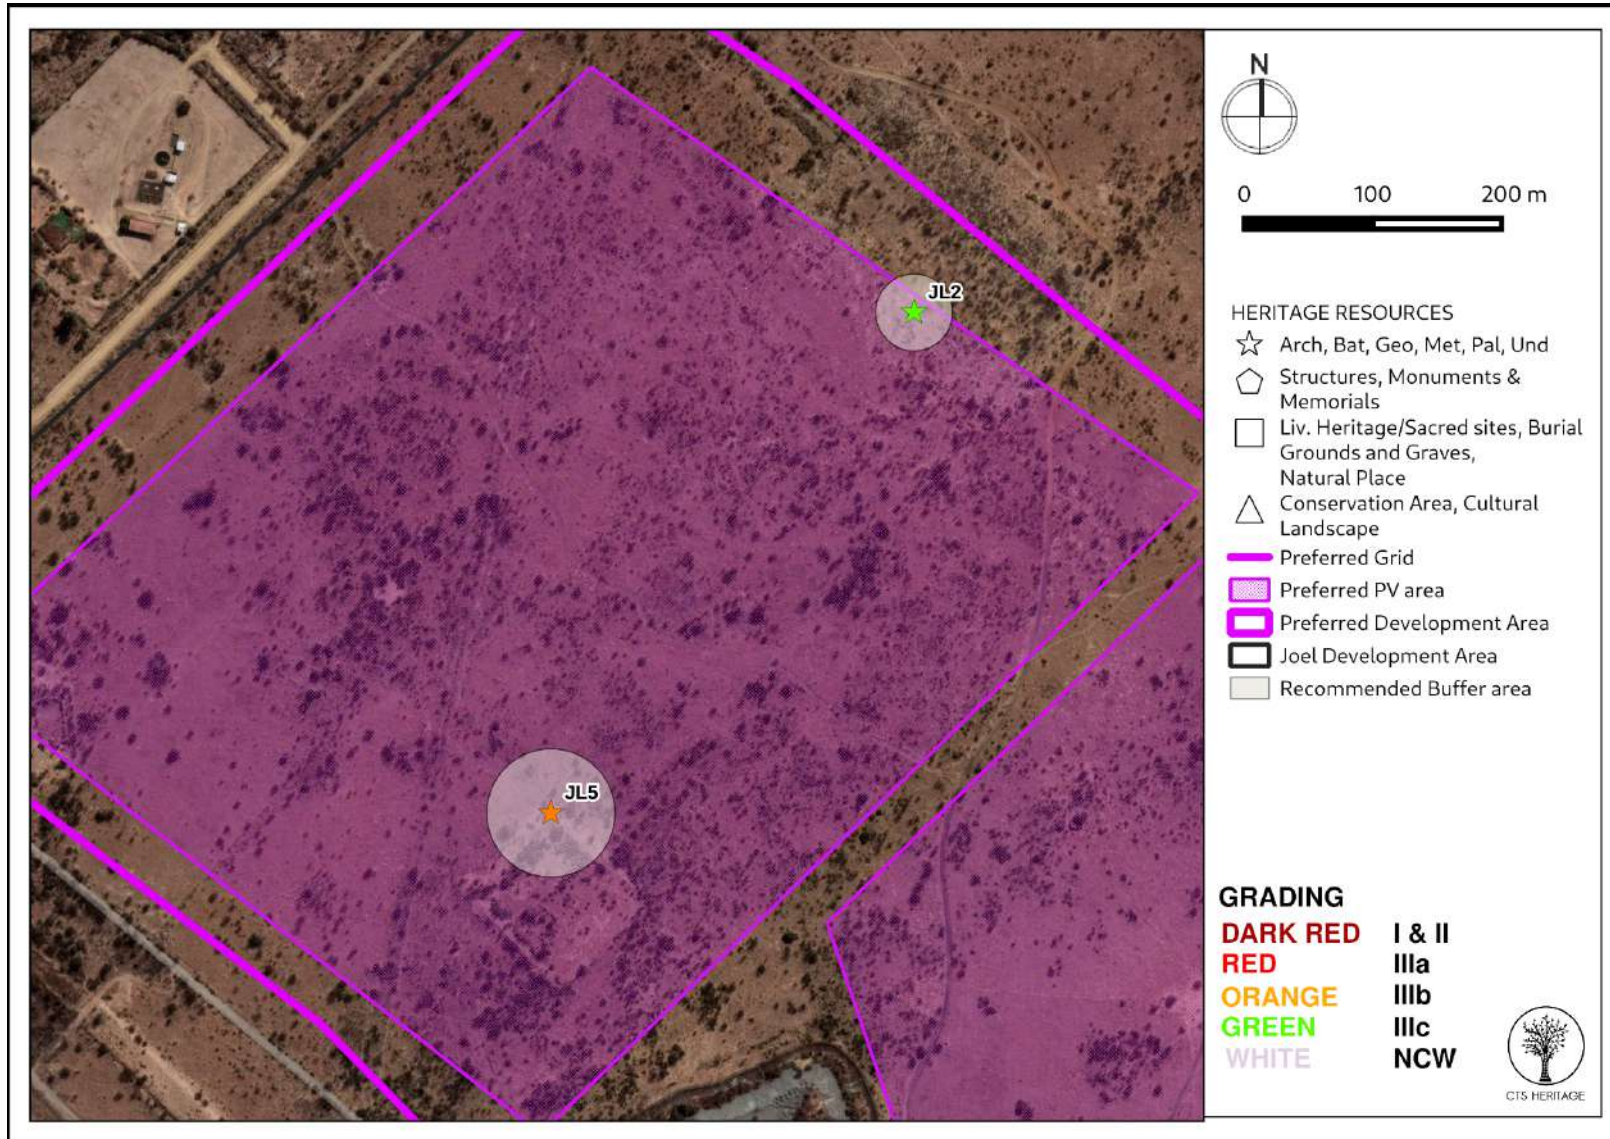 JL2
JL5
N
0 100 200 m
HERITAGE RESOURCES
Arch, Bat, Geo, Met, Pal, Und
Structures, Monuments &
Memorials
Liv. Heritage/Sacred sites, Burial
Grounds and Graves,
Natural Place
Conservation Area, Cultural
Landscape
Preferred Grid
Preferred PV area
Preferred Development Area
Joel Development Area
Recommended Buffer area
GRADING
DARK RED I & II
RED IIIa
ORANGE IIIb
GREEN IIIc
WHITE NCW
CTS HERITAGE